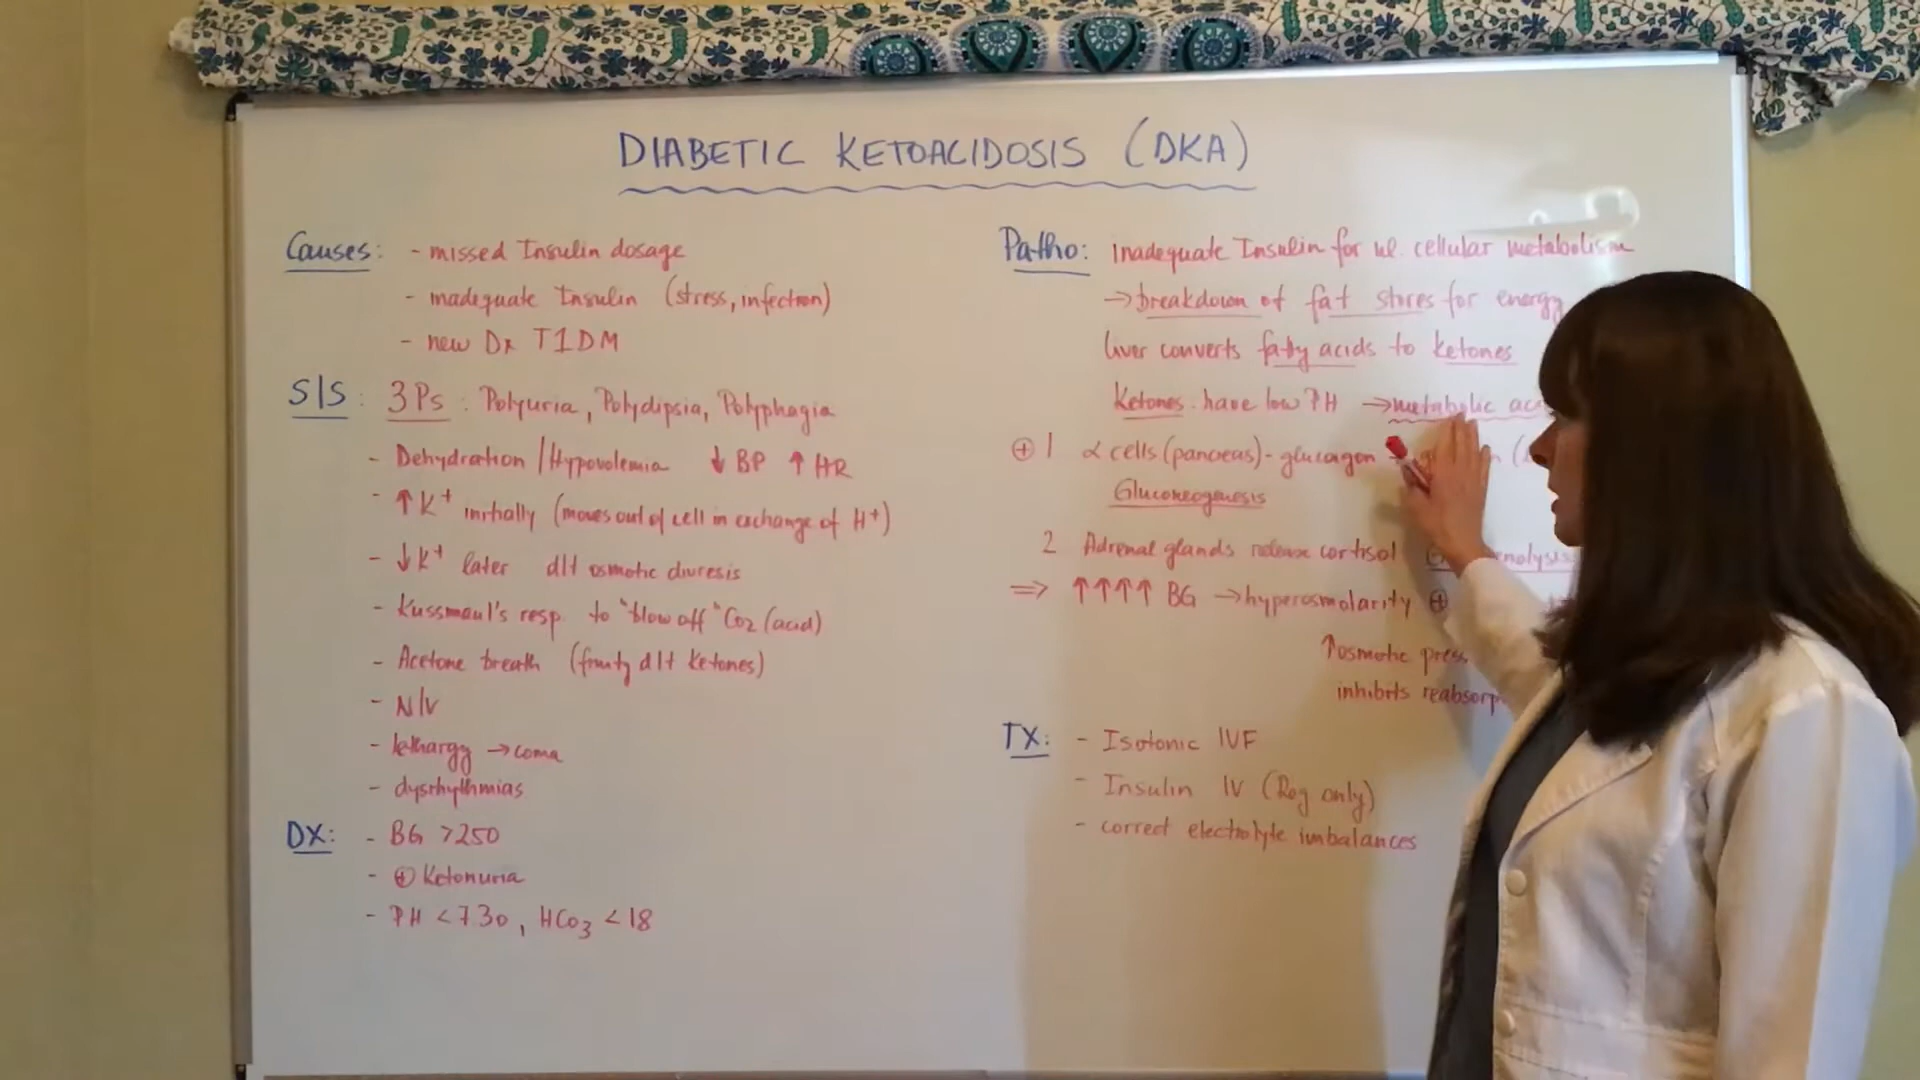 DIABETIC KETOACIDOSIS (DKA)
Causes: - missed Insulin dosage
- inadequate Insulin (stress, infection)
- new Dx T1DM
S/S: 3Ps: Polyuria, Polydipsia, Polyphagia
- Dehydration/Hypovolemia ↓ BP ↑ HR
- ↑ K+ initially (moves out of cell in exchange of H+)
- ↓ K+ later d/t osmotic diuresis
- Kussmaul's resp. to "blow off" CO2 (acid)
- Acetone breath (fruity d/t ketones)
- N/V
- lethargy → coma
- dysrhythmias
DX: - BG >250
- ⊕ Ketonuria
- PH < 7.30, HCO3 < 18
Patho: inadequate Insulin for nl. cellular metabolism
→ breakdown of fat stores for energy
liver converts fatty acids to ketones
Ketones have low PH → metabolic
⊕ 1 α cells (pancreas) - glucagon
Gluconeogenesis
2 Adrenal glands release cortisol
⇒ ↑↑↑↑ BG → hyperosmolarity ⊕
↑ osmotic press
inhibits reabsorp
TX: - Isotonic IVF
- Insulin IV (Reg only)
- correct electrolyte imbalances